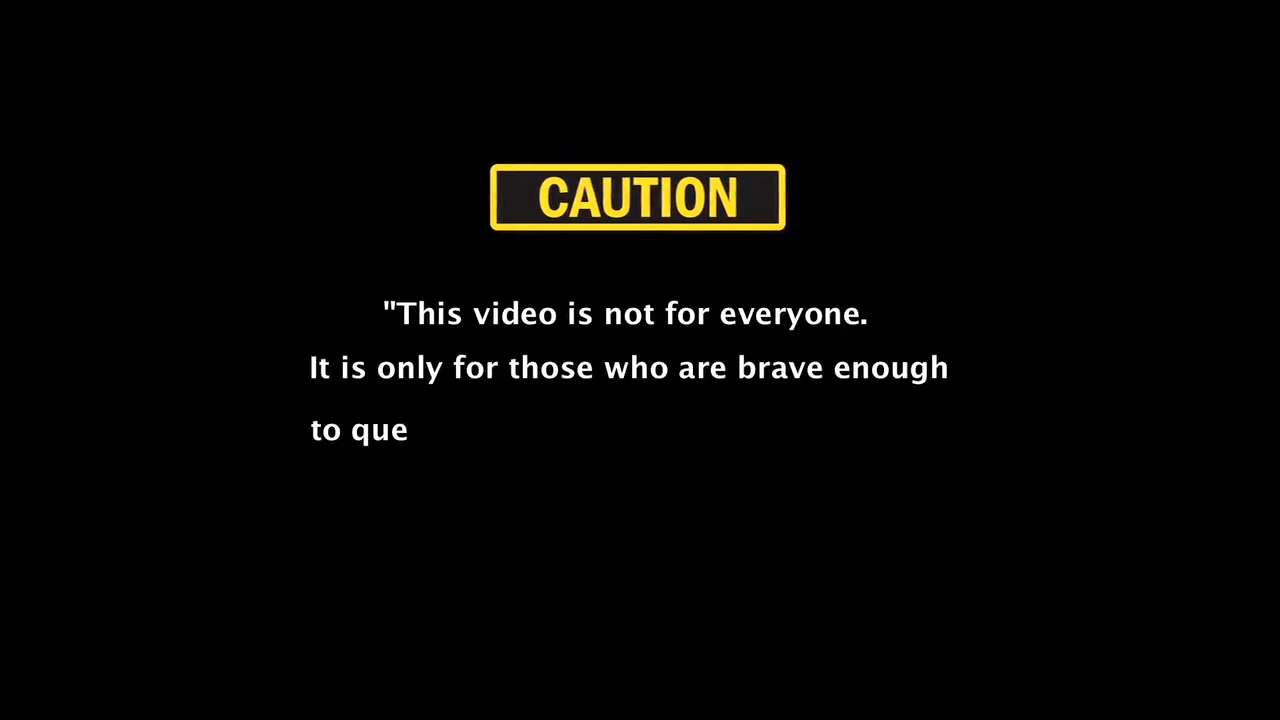 CAUTION
"This video is not for everyone.
It is only for those who are brave enough
to que